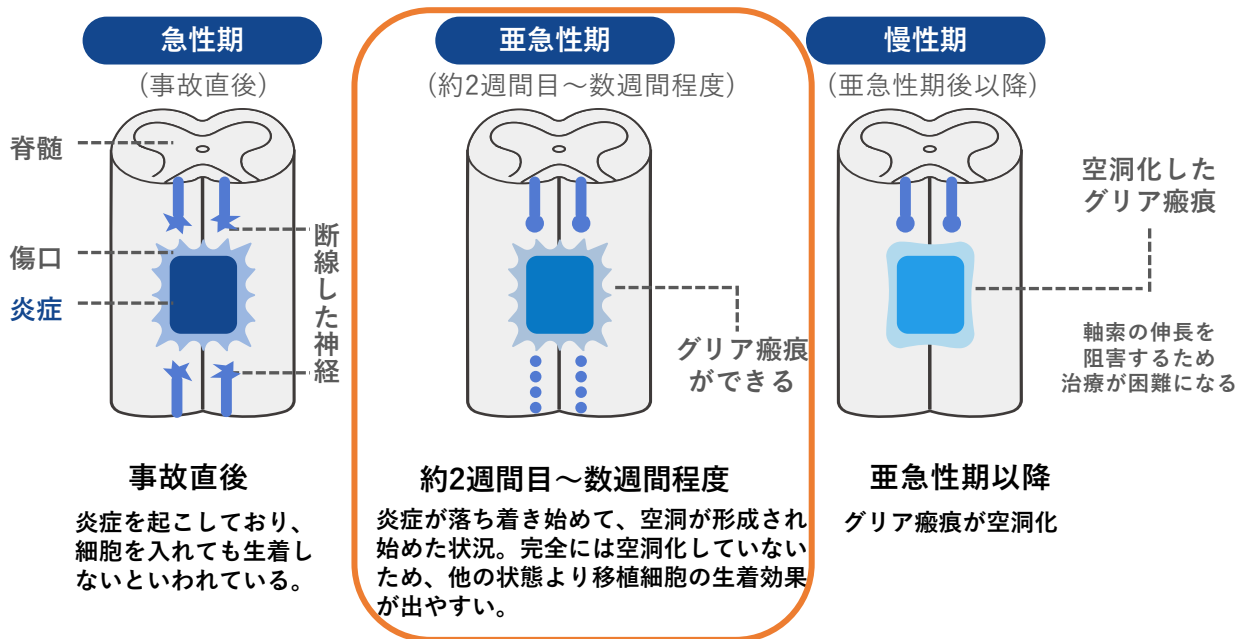 急性期
(事故直後)
脊髄
傷口
炎症
断線した神経
事故直後
炎症を起こしており、
細胞を入れても生着し
ないといわれている。
亜急性期
(約2週間目～数週間程度)
グリア瘢痕
ができる
約2週間目～数週間程度
炎症が落ち着き始めて、空洞が形成され
始めた状況。完全には空洞化していない
ため、他の状態より移植細胞の生着効果
が出やすい。
慢性期
(亜急性期後以降)
空洞化した
グリア瘢痕
軸索の伸長を
阻害するため
治療が困難になる
亜急性期以降
グリア瘢痕が空洞化